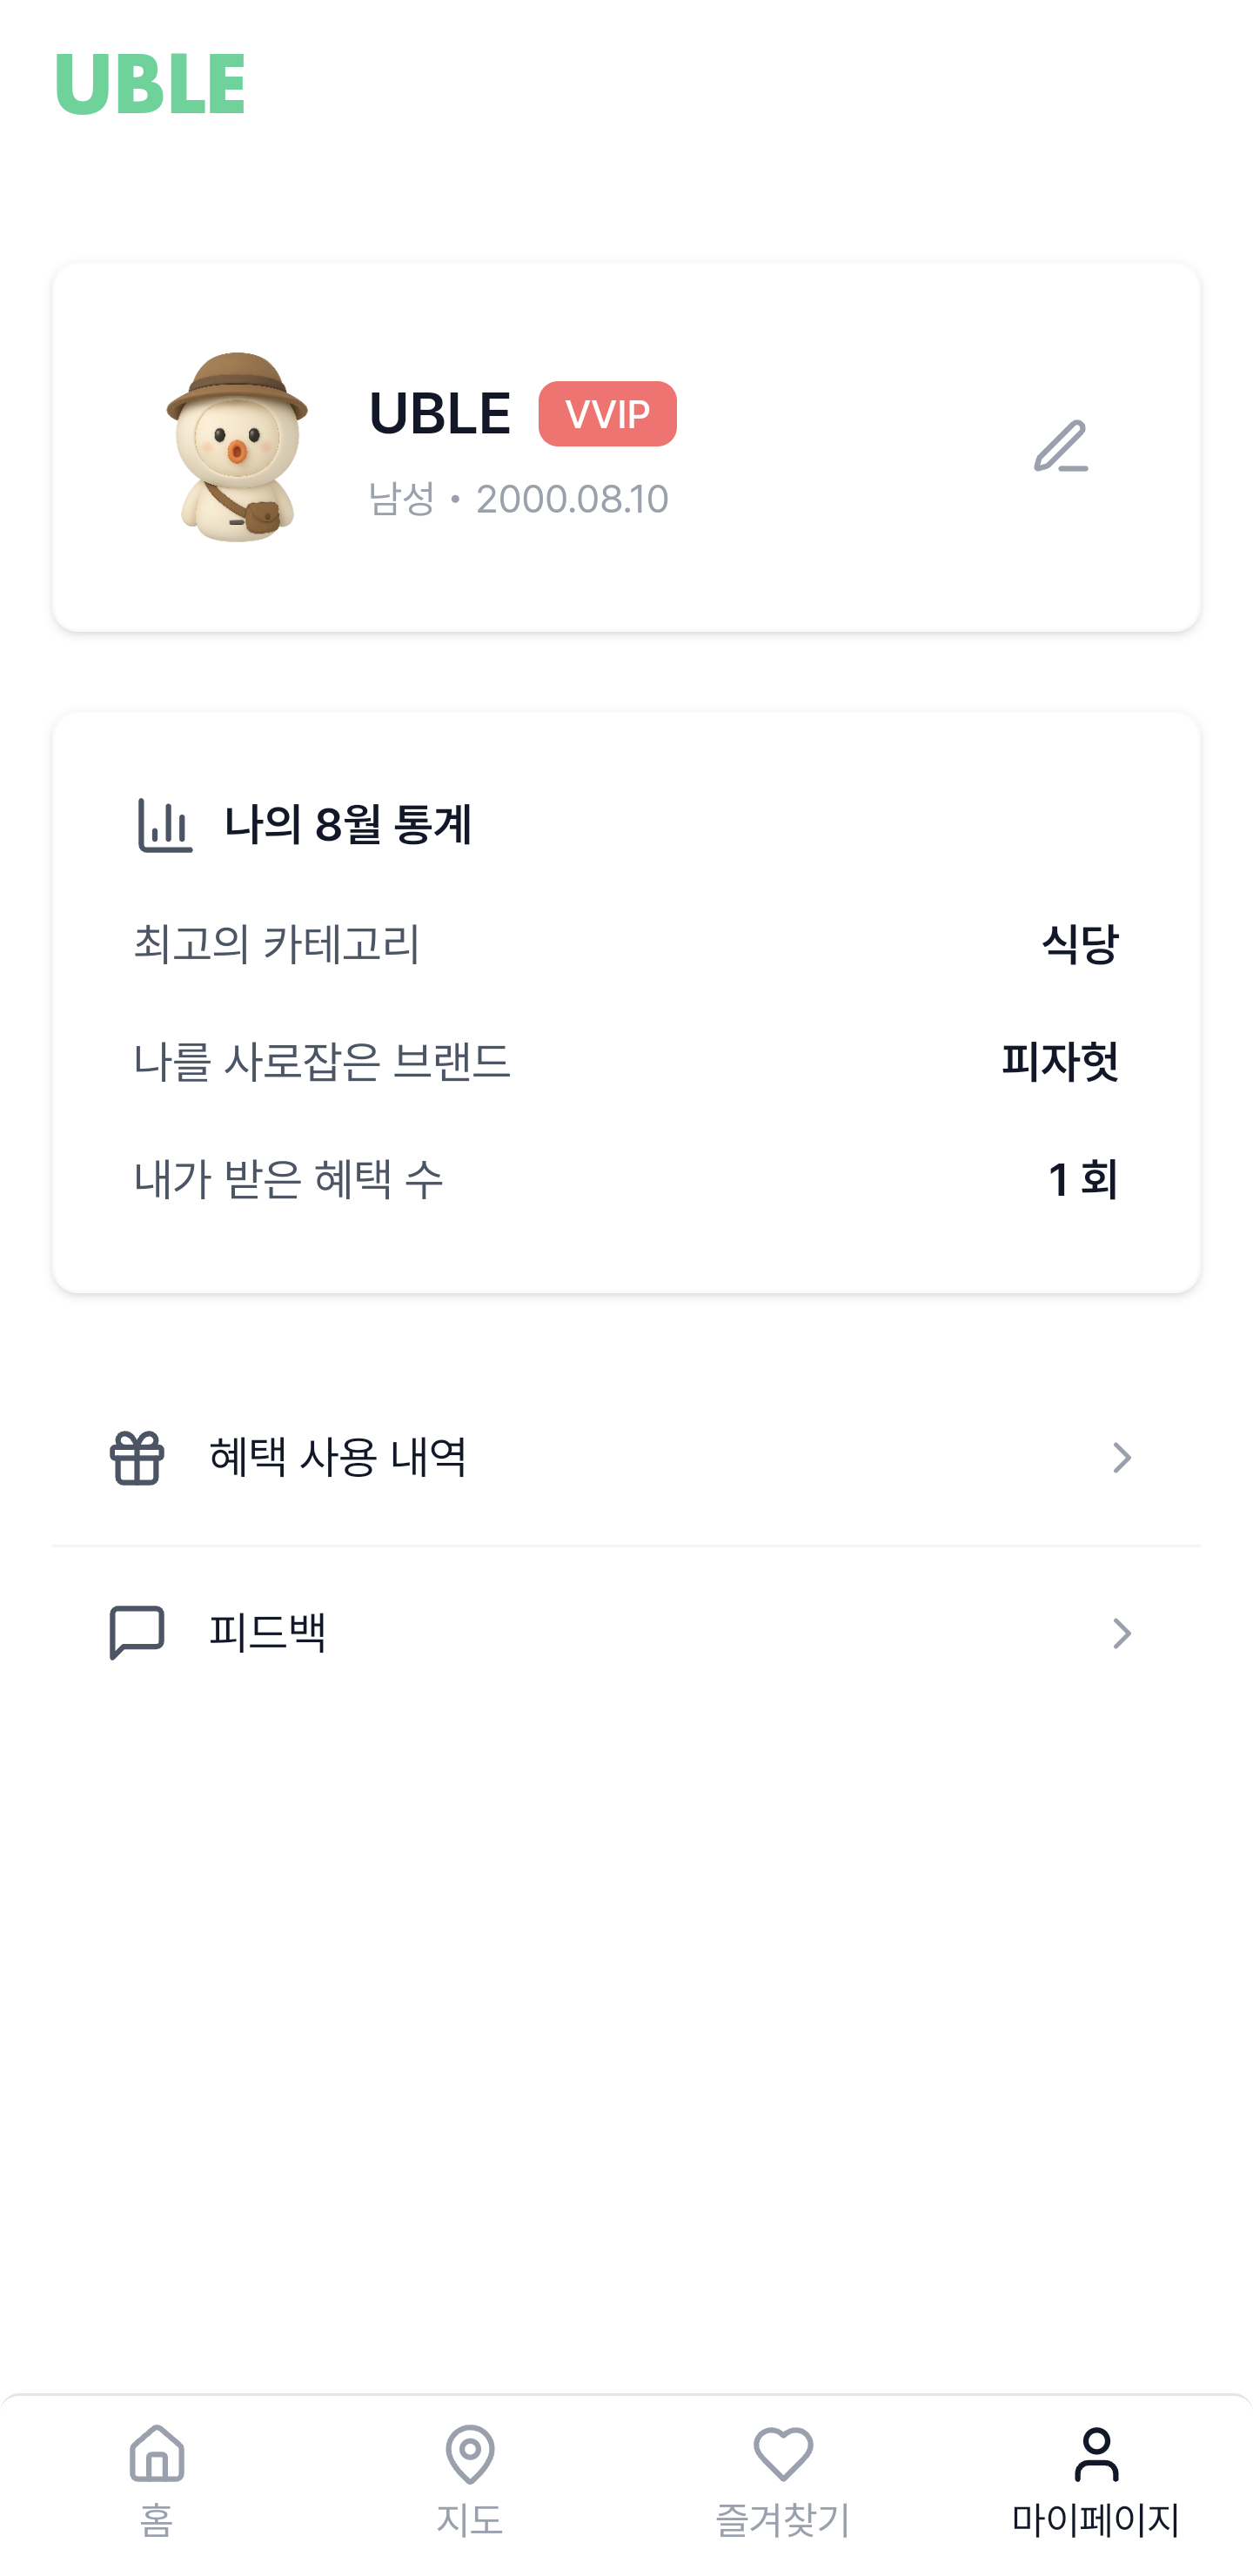 UBLE
UBLE VVIP
남성 • 2000.08.10
나의 8월 통계
최고의 카테고리 식당
나를 사로잡은 브랜드 피자헛
내가 받은 혜택 수 1 회
혜택 사용 내역
피드백
홈 지도 즐겨찾기 마이페이지